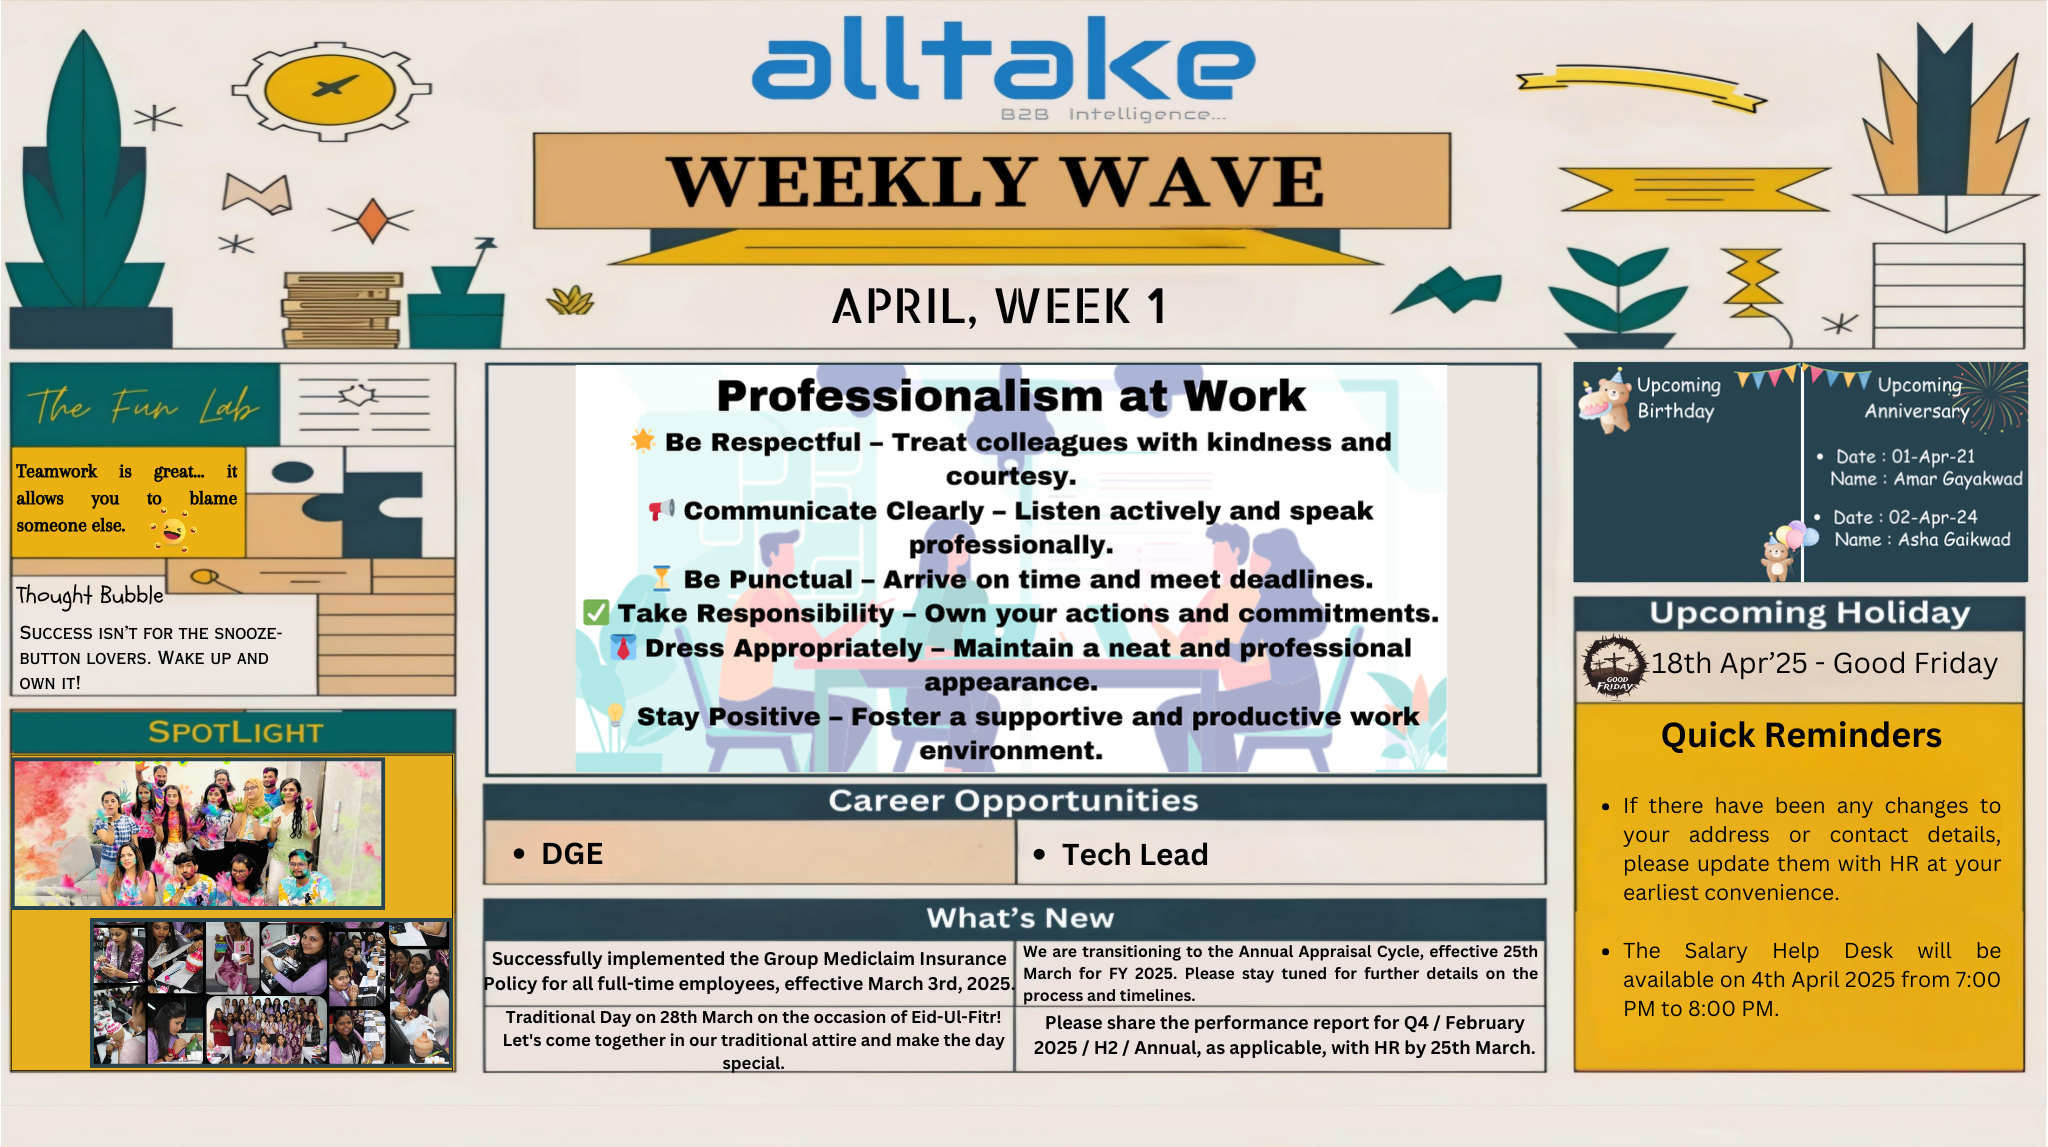 alltake
B2B Intelligence...
WEEKLY WAVE
APRIL, WEEK 1
The Fun Lab
Teamwork is great... it
allows you to blame
someone else.
Thought Bubble
Success isn't for the snooze-
button lovers. Wake up and
own it!
SpotLight
Professionalism at Work
🌟 Be Respectful – Treat colleagues with kindness and
courtesy.
📢 Communicate Clearly – Listen actively and speak
professionally.
⏳ Be Punctual – Arrive on time and meet deadlines.
✅ Take Responsibility – Own your actions and commitments.
👔 Dress Appropriately – Maintain a neat and professional
appearance.
💡 Stay Positive – Foster a supportive and productive work
environment.
Career Opportunities
• DGE
• Tech Lead
What's New
Successfully implemented the Group Mediclaim Insurance
Policy for all full-time employees, effective March 3rd, 2025.
We are transitioning to the Annual Appraisal Cycle, effective 25th
March for FY 2025. Please stay tuned for further details on the
process and timelines.
Traditional Day on 28th March on the occasion of Eid-Ul-Fitr!
Let's come together in our traditional attire and make the day
special.
Please share the performance report for Q4 / February
2025 / H2 / Annual, as applicable, with HR by 25th March.
Upcoming
Birthday
Upcoming
Anniversary
• Date : 01-Apr-21
Name : Amar Gayakwad
• Date : 02-Apr-24
Name : Asha Gaikwad
Upcoming Holiday
GOOD
FRIDAY
18th Apr'25 - Good Friday
Quick Reminders
• If there have been any changes to
your address or contact details,
please update them with HR at your
earliest convenience.
• The Salary Help Desk will be
available on 4th April 2025 from 7:00
PM to 8:00 PM.